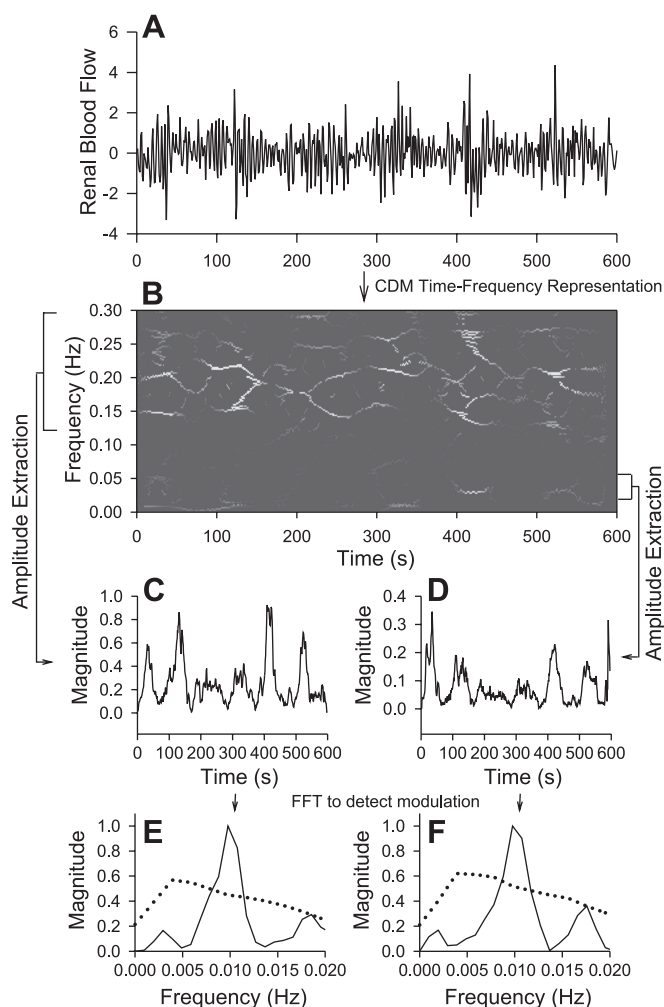 A
Renal Blood Flow
6
4
2
0
-2
-4
0 100 200 300 400 500 600
CDM Time-Frequency Representation
B
Frequency (Hz)
0.30
0.25
0.20
0.15
0.10
0.05
0.00
0 100 200 300 400 500 600
Time (s)
Amplitude Extraction
Amplitude Extraction
C
Magnitude
1.0
0.8
0.6
0.4
0.2
0.0
0 100 200 300 400 500 600
Time (s)
D
Magnitude
0.4
0.3
0.2
0.1
0.0
0 100 200 300 400 500 600
Time (s)
FFT to detect modulation
E
Magnitude
1.0
0.8
0.6
0.4
0.2
0.0
0.000 0.005 0.010 0.015 0.020
Frequency (Hz)
F
Magnitude
1.0
0.8
0.6
0.4
0.2
0.0
0.000 0.005 0.010 0.015 0.020
Frequency (Hz)